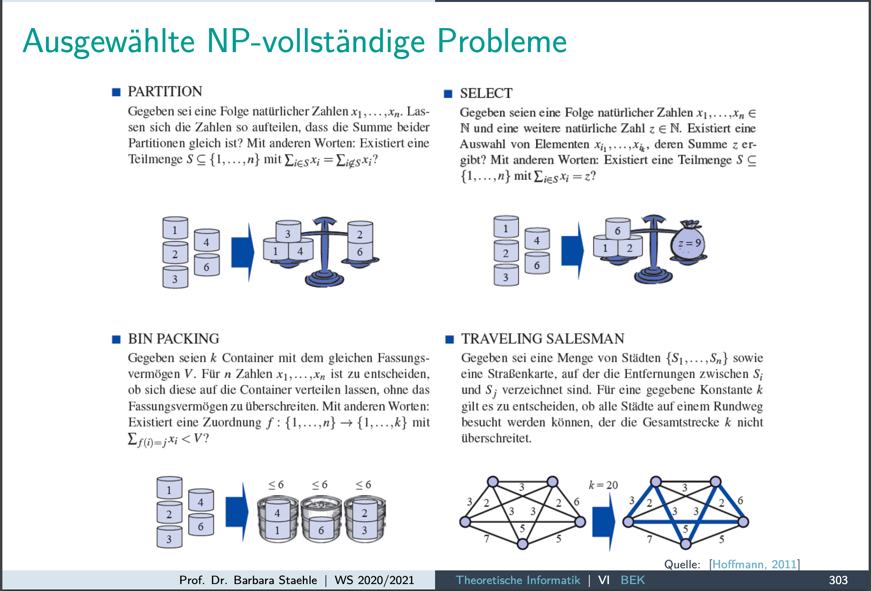 Ausgewählte NP-vollständige Probleme
PARTITION
Gegeben sei eine Folge natürlicher Zahlen x₁,...,xₙ. Las-
sen sich die Zahlen so aufteilen, dass die Summe beider
Partitionen gleich ist? Mit anderen Worten: Existiert eine
Teilmenge S ⊆ {1,...,n} mit ∑i∈S xi = ∑i∉S xi?
1
2
3
4
6
3
1 4
2
6
SELECT
Gegeben seien eine Folge natürlicher Zahlen x₁,...,xₙ ∈
ℕ und eine weitere natürliche Zahl z ∈ ℕ. Existiert eine
Auswahl von Elementen xi₁,...,xiₖ, deren Summe z er-
gibt? Mit anderen Worten: Existiert eine Teilmenge S ⊆
{1,...,n} mit ∑i∈S xi = z?
1
2
3
4
6
6
1 2
z = 9
BIN PACKING
Gegeben seien k Container mit dem gleichen Fassungs-
vermögen V. Für n Zahlen x₁,...,xₙ ist zu entscheiden,
ob sich diese auf die Container verteilen lassen, ohne das
Fassungsvermögen zu überschreiten. Mit anderen Worten:
Existiert eine Zuordnung f : {1,...,n} → {1,...,k} mit
∑f(i)=j xi < V?
1
2
3
4
6
≤ 6 ≤ 6 ≤ 6
4
1
6
2
3
TRAVELING SALESMAN
Gegeben sei eine Menge von Städten {S₁,...,Sₙ} sowie
eine Straßenkarte, auf der die Entfernungen zwischen Si
und Sj verzeichnet sind. Für eine gegebene Konstante k
gilt es zu entscheiden, ob alle Städte auf einem Rundweg
besucht werden können, der die Gesamtstrecke k nicht
überschreitet.
3
3 2 2 6
3 3
5
7 5
k = 20
3
3 2 2 6
3 3
5
7 5
Quelle: [Hoffmann, 2011]
Prof. Dr. Barbara Staehle | WS 2020/2021
Theoretische Informatik | VI BEK
303